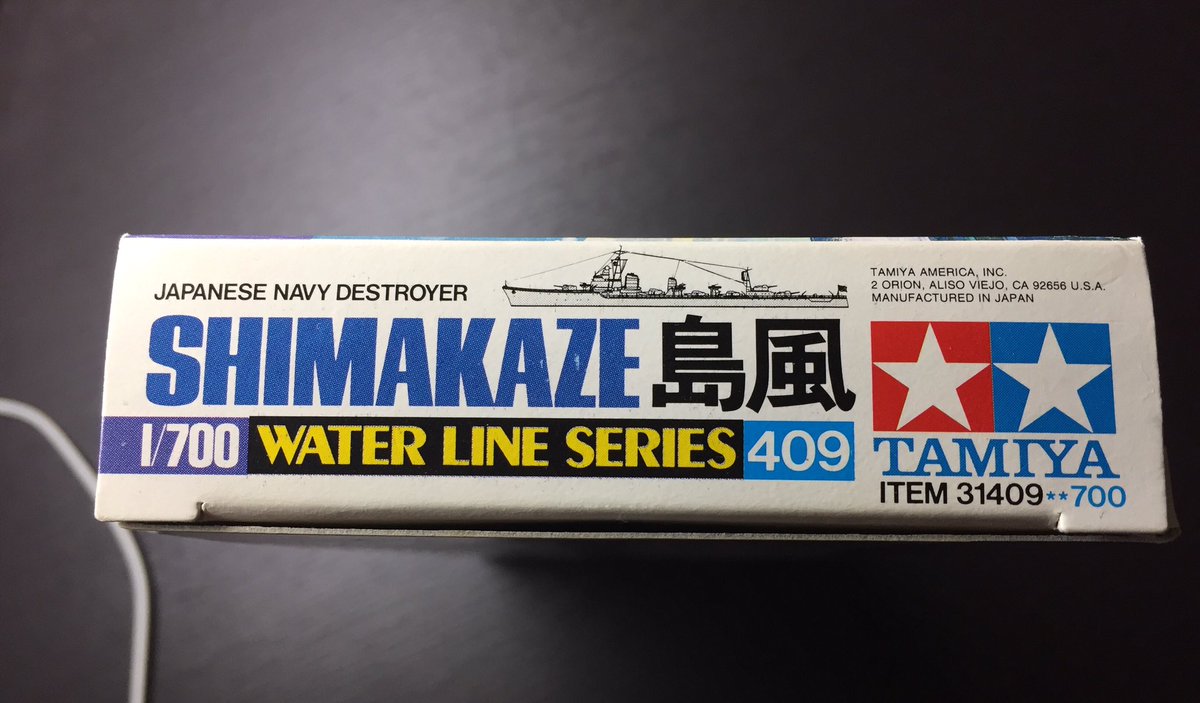 JAPANESE NAVY DESTROYER
SHIMAKAZE 島風
1/700 WATER LINE SERIES 409
TAMIYA AMERICA, INC.
2 ORION, ALISO VIEJO, CA 92656 U.S.A.
MANUFACTURED IN JAPAN
TAMIYA
ITEM 31409**700